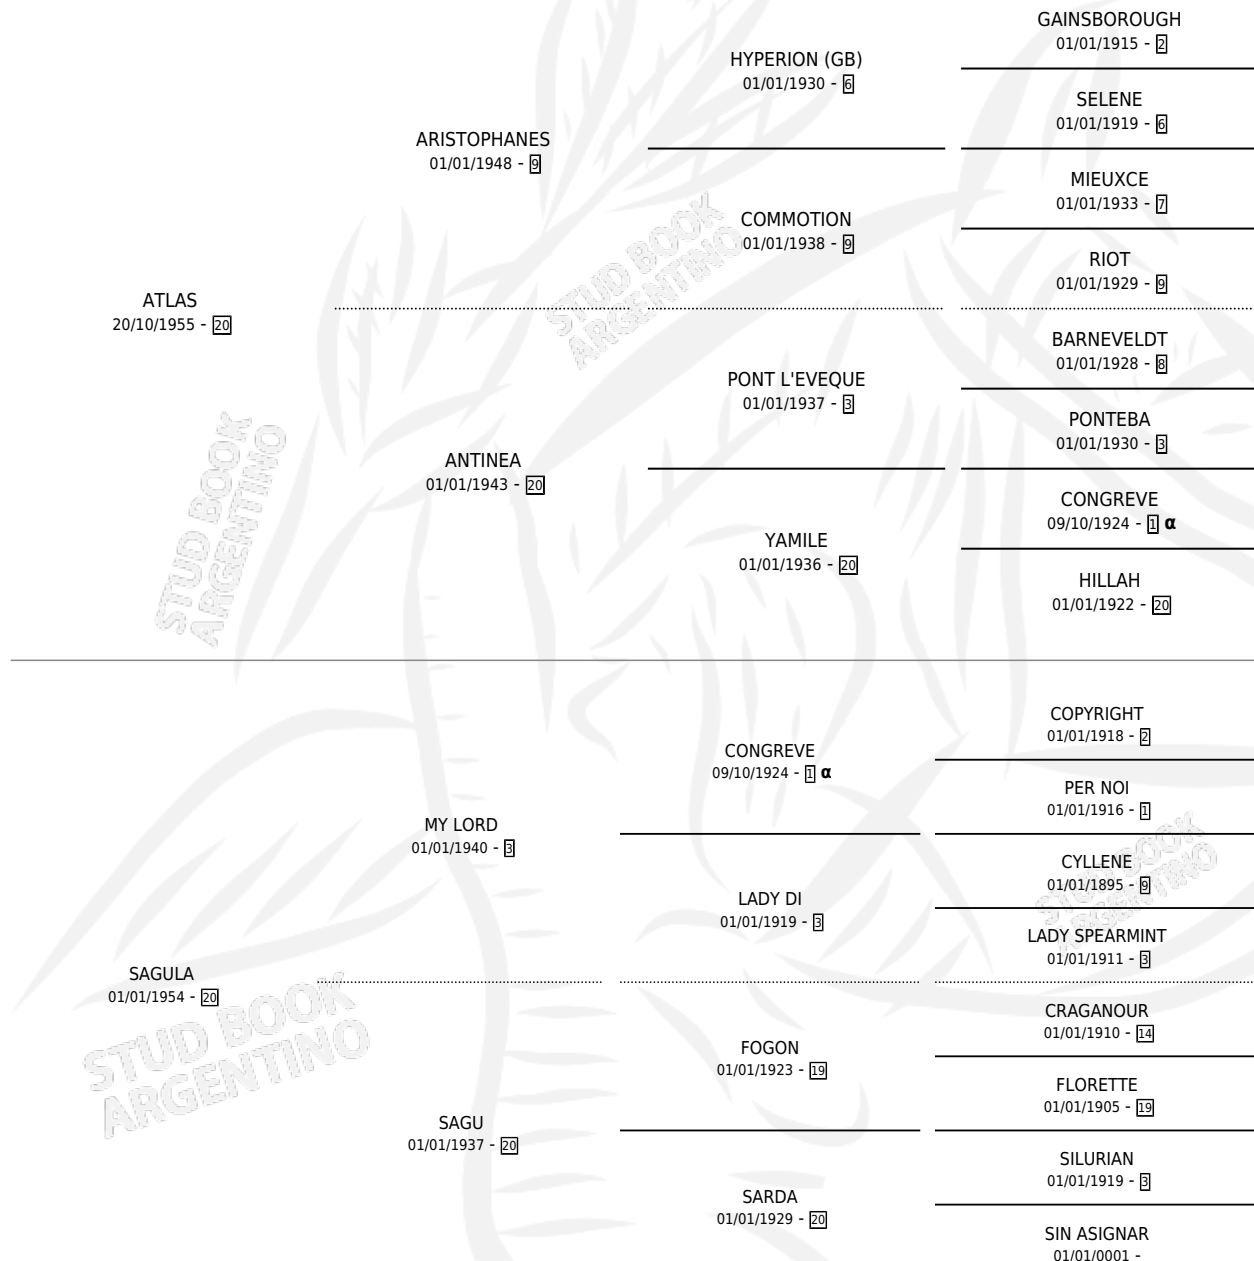 GAINSBOROUGH
01/01/1915 - 2
HYPERION (GB)
01/01/1930 - 6
SELENE
01/01/1919 - 6
ARISTOPHANES
01/01/1948 - 9
MIEUXCE
01/01/1933 - 7
COMMOTION
01/01/1938 - 9
RIOT
01/01/1929 - 9
ATLAS
20/10/1955 - 20
BARNEVELDT
01/01/1928 - 8
PONT L'EVEQUE
01/01/1937 - 3
PONTEBA
01/01/1930 - 3
ANTINEA
01/01/1943 - 20
CONGREVE
09/10/1924 - 1 α
YAMILE
01/01/1936 - 20
HILLAH
01/01/1922 - 20
COPYRIGHT
01/01/1918 - 2
CONGREVE
09/10/1924 - 1 α
PER NOI
01/01/1916 - 1
MY LORD
01/01/1940 - 3
CYLLENE
01/01/1895 - 9
LADY DI
01/01/1919 - 3
LADY SPEARMINT
01/01/1911 - 3
SAGULA
01/01/1954 - 20
CRAGANOUR
01/01/1910 - 14
FOGON
01/01/1923 - 19
FLORETTE
01/01/1905 - 19
SAGU
01/01/1937 - 20
SILURIAN
01/01/1919 - 3
SARDA
01/01/1929 - 20
SIN ASIGNAR
01/01/0001 -
STUD BOOK
ARGENTINO
STUD BOOK
ARGENTINO
STUD BOOK
ARGENTINO
STUD BOOK
ARGENTINO